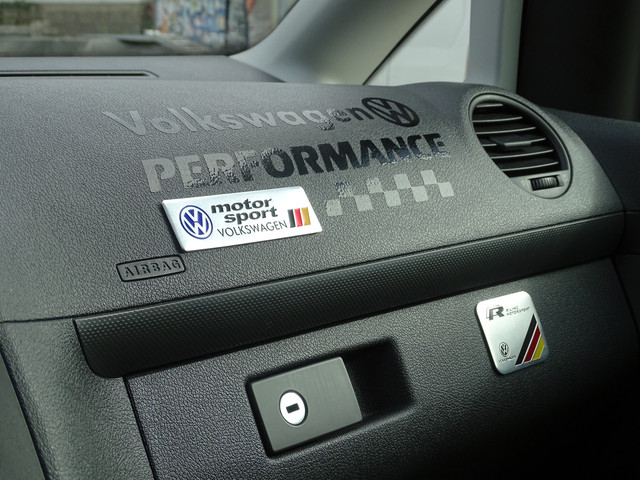 Volkswagen
PERFORMANCE
motor
sport
VOLKSWAGEN
AIRBAG
R